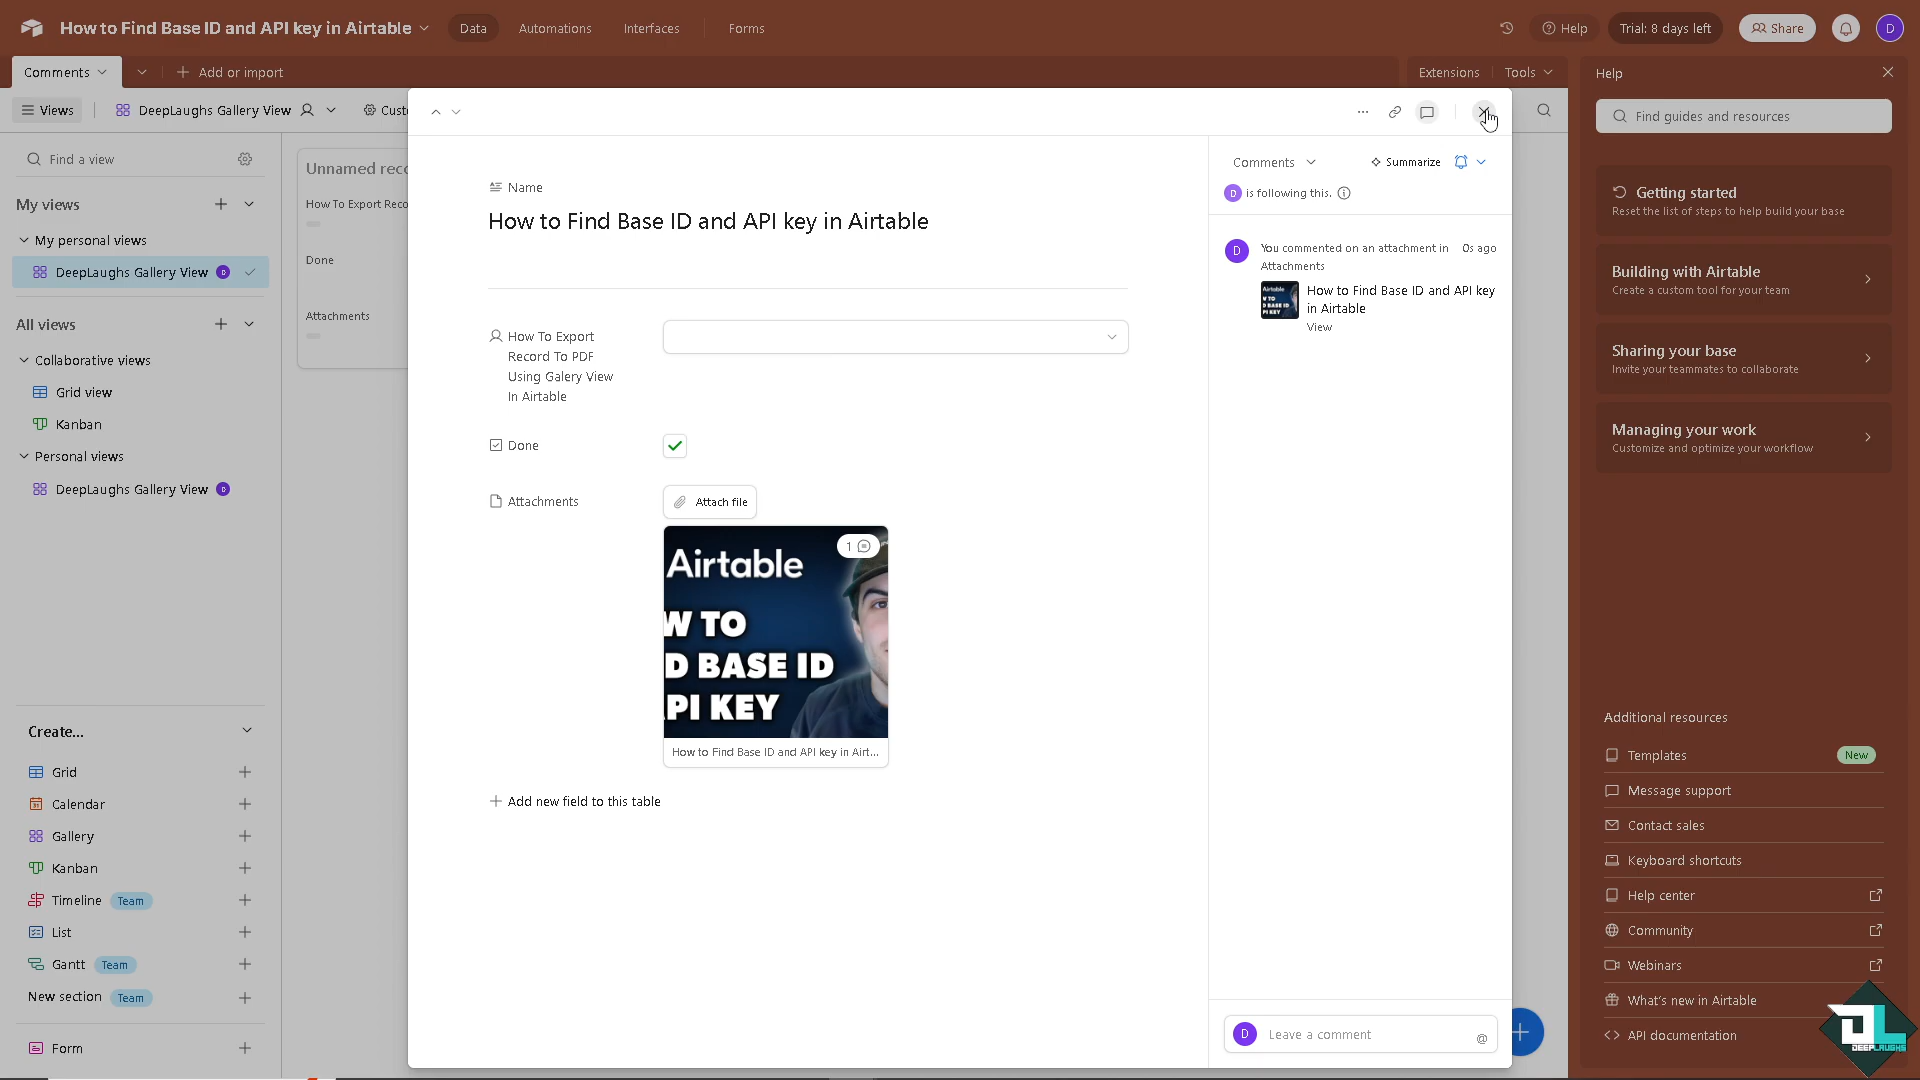 How to Find Base ID and API key in Airtable
Data
Automations
Interfaces
Forms
Help
Trial: 8 days left
Share
D
Comments
Add or import
Extensions
Tools
Help
Views
DeepLaughs Gallery View
Find guides and resources
Find a view
My views
My personal views
DeepLaughs Gallery View D
All views
Collaborative views
Grid view
Kanban
Personal views
DeepLaughs Gallery View D
Create...
Grid
Calendar
Gallery
Kanban
Timeline Team
List
Gantt Team
New section Team
Form
Unnamed
How To Export
Done
Attachments
Name
How to Find Base ID and API key in Airtable
How To Export
Record To PDF
Using Galery View
In Airtable
Done
Attachments
Attach file
1
Airtable
W TO
D BASE ID
PI KEY
How to Find Base ID and API key in Airt...
Add new field to this table
Comments
Summarize
D is following this.
D
You commented on an attachment in
Attachments
0s ago
How to Find Base ID and API key
in Airtable
View
D Leave a comment @
Getting started
Reset the list of steps to help build your base
Building with Airtable
Create a custom tool for your team
Sharing your base
Invite your teammates to collaborate
Managing your work
Customize and optimize your workflow
Additional resources
Templates New
Message support
Contact sales
Keyboard shortcuts
Help center
Community
Webinars
What's new in Airtable
API documentation
DL
DEEPLAUGHS